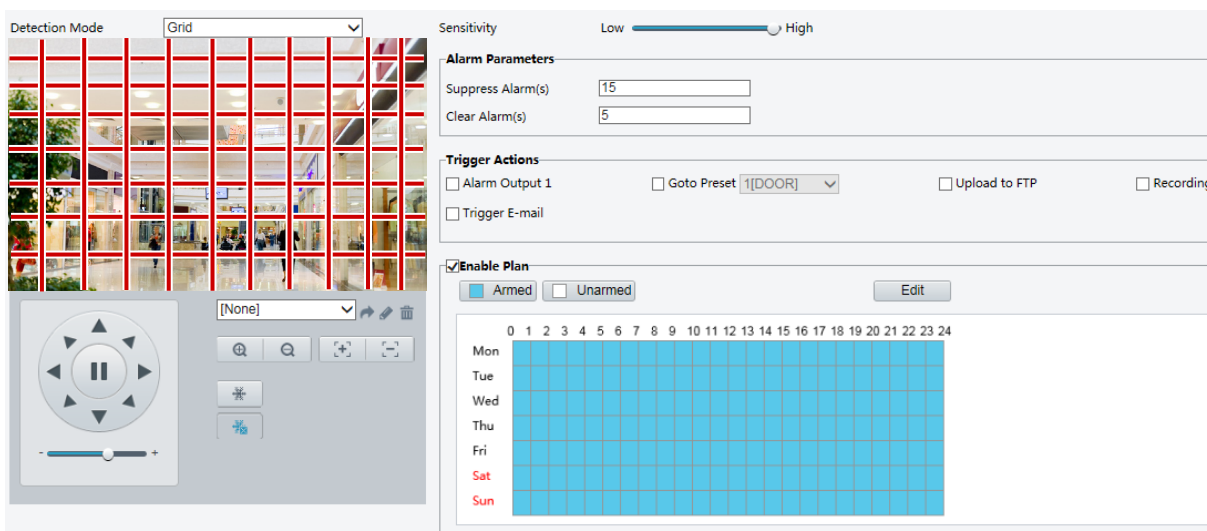 Detection Mode Grid
Sensitivity Low High
Alarm Parameters
Suppress Alarm(s) 15
Clear Alarm(s) 5
Trigger Actions
Alarm Output 1 Goto Preset 1[DOOR] Upload to FTP Recording
Trigger E-mail
Enable Plan
Armed Unarmed Edit
[None]
- +
0 1 2 3 4 5 6 7 8 9 10 11 12 13 14 15 16 17 18 19 20 21 22 23 24
Mon
Tue
Wed
Thu
Fri
Sat
Sun